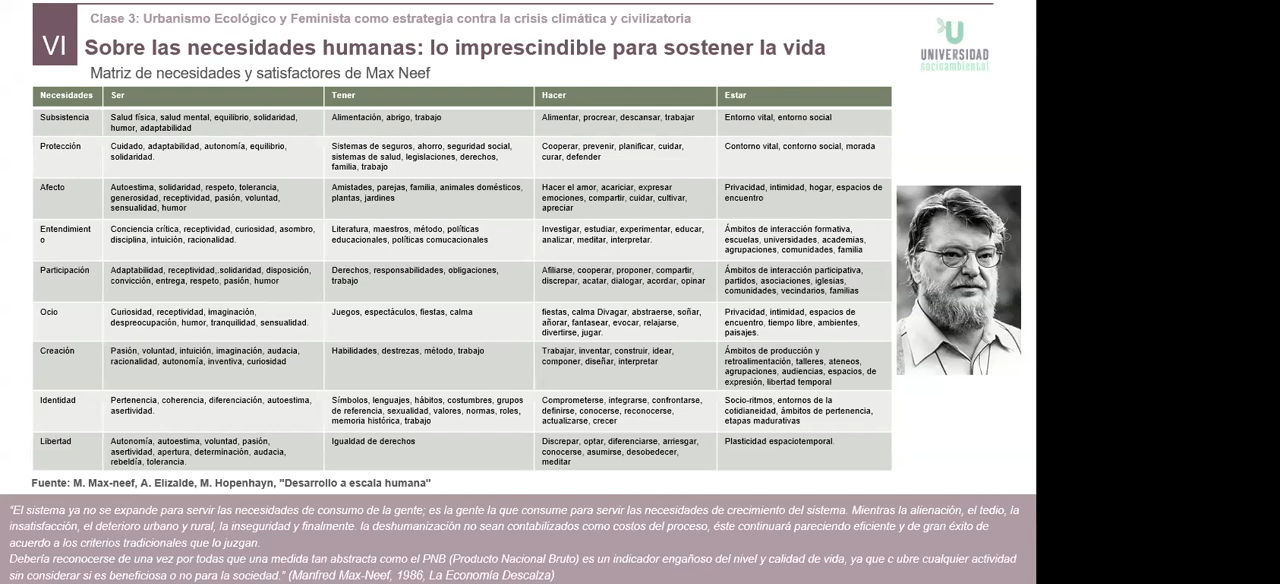 Clase 3: Urbanismo Ecológico y Feminista como estrategia contra la crisis climática y civilizatoria
VI
Sobre las necesidades humanas: lo imprescindible para sostener la vida
Matriz de necesidades y satisfactores de Max Neef
U
UNIVERSIDAD
socioambiental
Necesidades Ser Tener Hacer Estar
Subsistencia
Salud física, salud mental, equilibrio, solidaridad,
humor, adaptabilidad
Alimentación, abrigo, trabajo
Alimentar, procrear, descansar, trabajar
Entorno vital, entorno social
Protección
Cuidado, adaptabilidad, autonomía, equilibrio,
solidaridad.
Sistemas de seguros, ahorro, seguridad social,
sistemas de salud, legislaciones, derechos,
familia, trabajo
Cooperar, prevenir, planificar, cuidar,
curar, defender
Contorno vital, contorno social, morada
Afecto
Autoestima, solidaridad, respeto, tolerancia,
generosidad, receptividad, pasión, voluntad,
sensualidad, humor
Amistades, parejas, familia, animales domésticos,
plantas, jardines
Hacer el amor, acariciar, expresar
emociones, compartir, cuidar, cultivar,
apreciar
Privacidad, intimidad, hogar, espacios de
encuentro
Entendimient
o
Conciencia crítica, receptividad, curiosidad, asombro,
disciplina, intuición, racionalidad.
Literatura, maestros, método, políticas
educacionales, políticas comucacionales
Investigar, estudiar, experimentar, educar,
analizar, meditar, interpretar.
Ámbitos de interacción formativa,
escuelas, universidades, academias,
agrupaciones, comunidades, familia
Participación
Adaptabilidad, receptividad,.solidaridad, disposición,
convicción, entrega, respeto, pasión, humor
Derechos, responsabilidades, obligaciones,
trabajo
Afiliarse, cooperar, proponer, compartir,
discrepar, acatar, dialogar, acordar, opinar
Ámbitos de interacción participativa,
partidos, asociaciones, iglesias,
comunidades, vecindarios, familias
Ocio
Curiosidad, receptividad, imaginación,
despreocupación, humor, tranquilidad, sensualidad.
Juegos, espectáculos, fiestas, calma
fiestas, calma Divagar, abstraerse, soñar,
añorar, fantasear, evocar, relajarse,
divertirse, jugar.
Privacidad, intimidad, espacios de
encuentro, tiempo libre, ambientes,
paisajes.
Creación
Pasión, voluntad, intuición, imaginación, audacia,
racionalidad, autonomía, inventiva, curiosidad
Habilidades, destrezas, método, trabajo
Trabajar, inventar, construir, idear,
componer, diseñar, interpretar
Ámbitos de producción y
retroalimentación, talleres, ateneos,
agrupaciones, audiencias, espacios, de
expresión, libertad temporal
Identidad
Pertenencia, coherencia, diferenciación, autoestima,
asertividad.
Símbolos, lenguajes, hábitos, costumbres, grupos
de referencia, sexualidad, valores, normas, roles,
memoria histórica, trabajo
Comprometerse, integrarse, confrontarse,
definirse, conocerse, reconocerse,
actualizarse, crecer
Socio-ritmos, entornos de la
cotidianeidad, ámbitos de pertenencia,
etapas madurativas
Libertad
Autonomía, autoestima, voluntad, pasión,
asertividad, apertura, determinación, audacia,
rebeldía, tolerancia.
Igualdad de derechos
Discrepar, optar, diferenciarse, arriesgar,
conocerse, asumirse, desobedecer,
meditar
Plasticidad espaciotemporal.
Fuente: M. Max-neef, A. Elizalde, M. Hopenhayn, "Desarrollo a escala humana"
“El sistema ya no se expande para servir las necesidades de consumo de la gente; es la gente la que consume para servir las necesidades de crecimiento del sistema. Mientras la alienación, el tedio, la
insatisfacción, el deterioro urbano y rural, la inseguridad y finalmente. la deshumanización no sean contabilizados como costos del proceso, éste continuará pareciendo eficiente y de gran éxito de
acuerdo a los criterios tradicionales que lo juzgan.
Debería reconocerse de una vez por todas que una medida tan abstracta como el PNB (Producto Nacional Bruto) es un indicador engañoso del nivel y calidad de vida, ya que c ubre cualquier actividad
sin considerar si es beneficiosa o no para la sociedad.” (Manfred Max-Neef, 1986, La Economía Descalza)